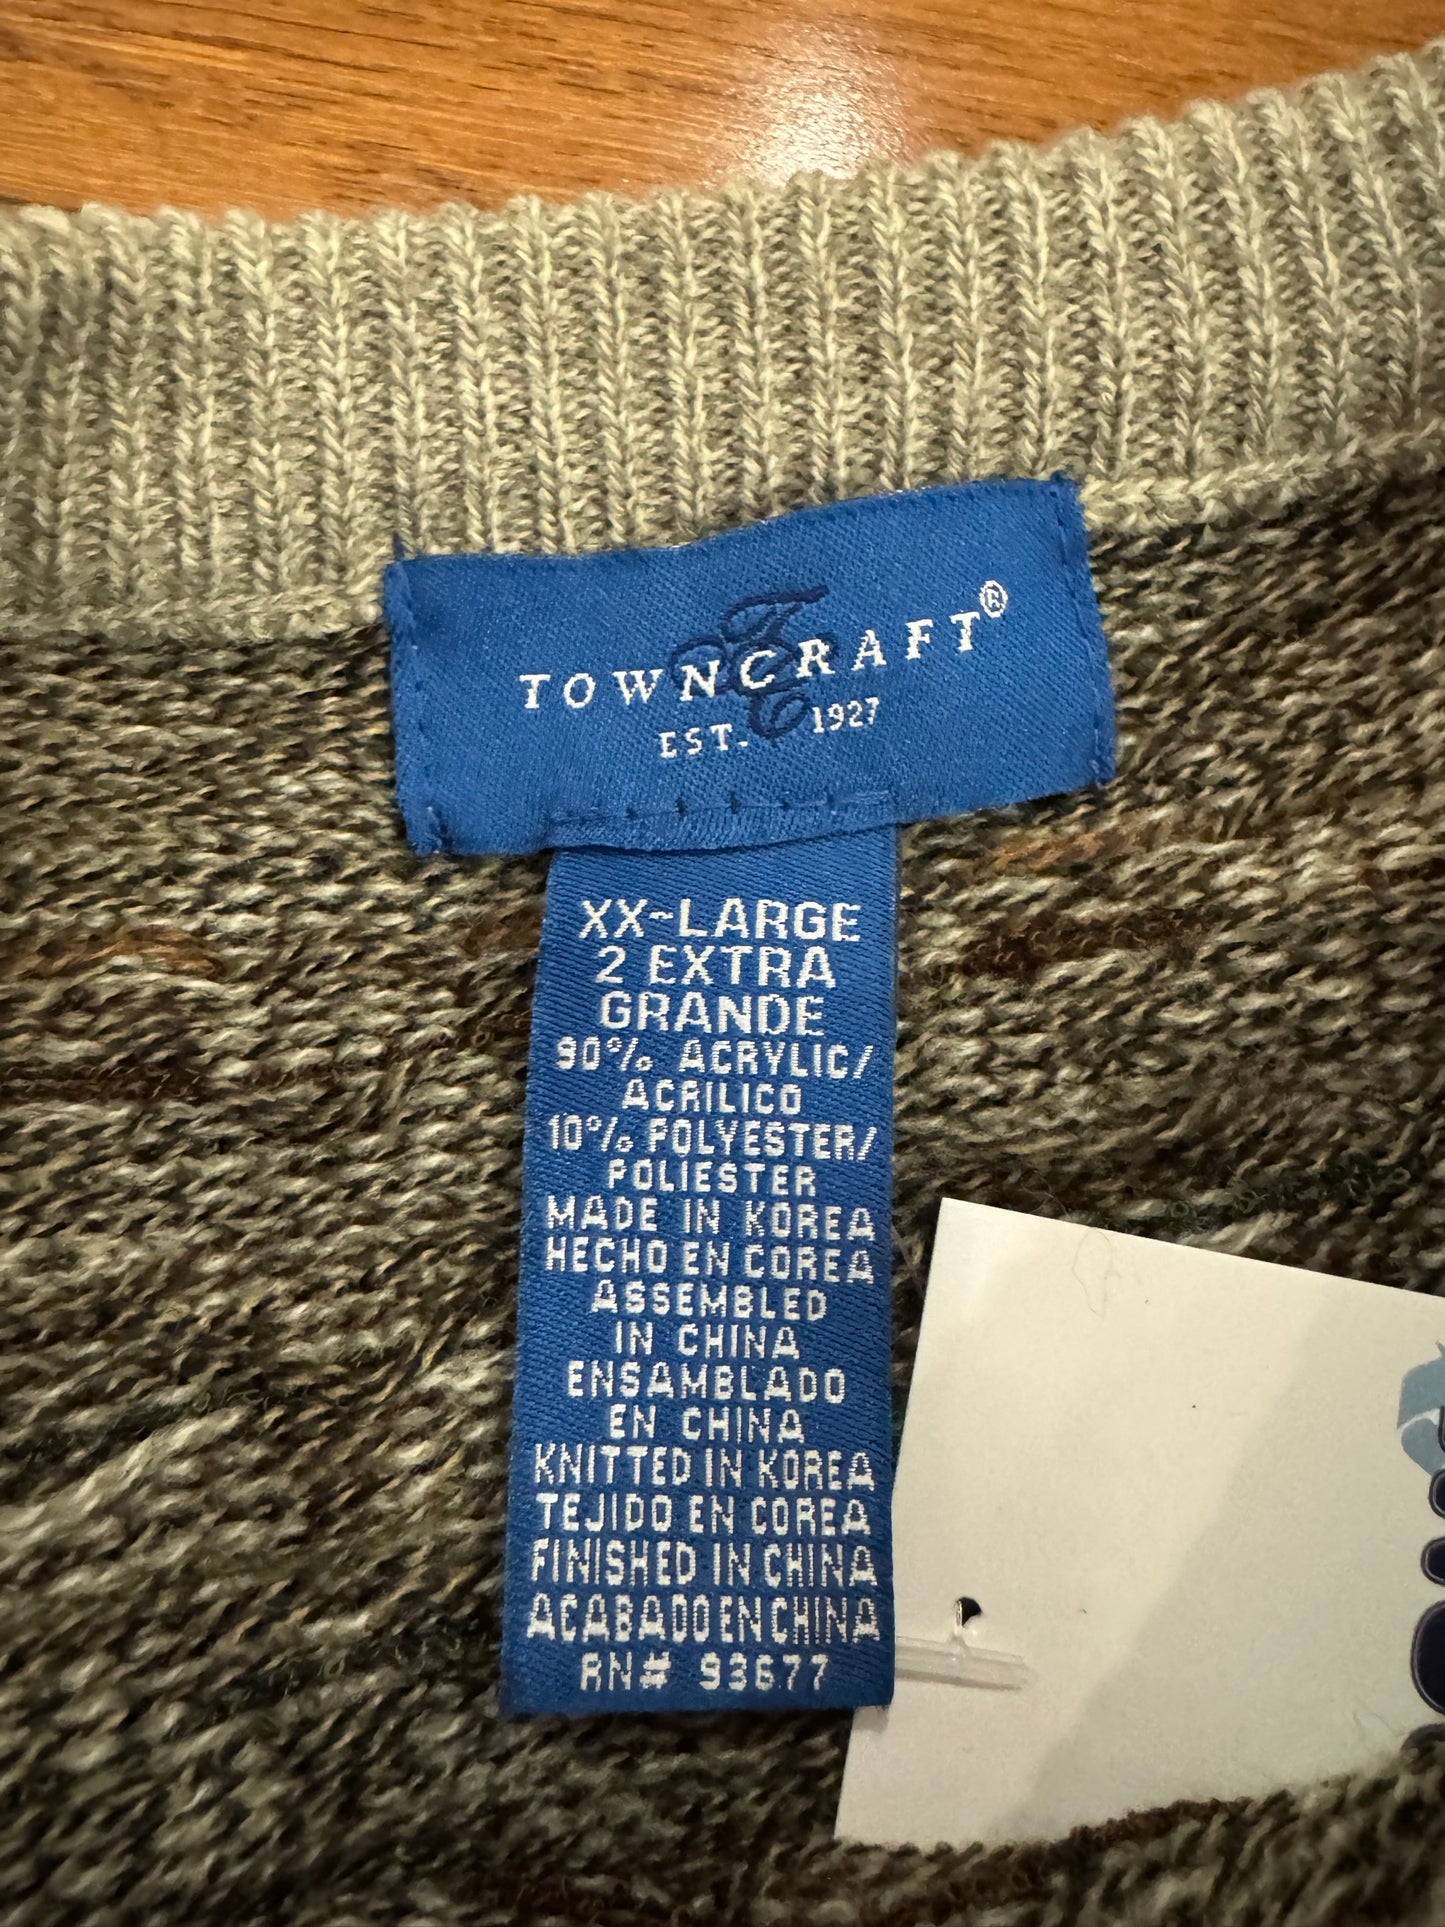 TOWNCRAFT®
EST. 1927
XX-LARGE
2 EXTRA
GRANDE
90% ACRYLIC/
ACRILICO
10% POLYESTER/
POLIESTER
MADE IN KOREA
HECHO EN COREA
ASSEMBLED
IN CHINA
ENSAMBLADO
EN CHINA
KNITTED IN KOREA
TEJIDO EN COREA
FINISHED IN CHINA
ACABADO EN CHINA
RN# 93677